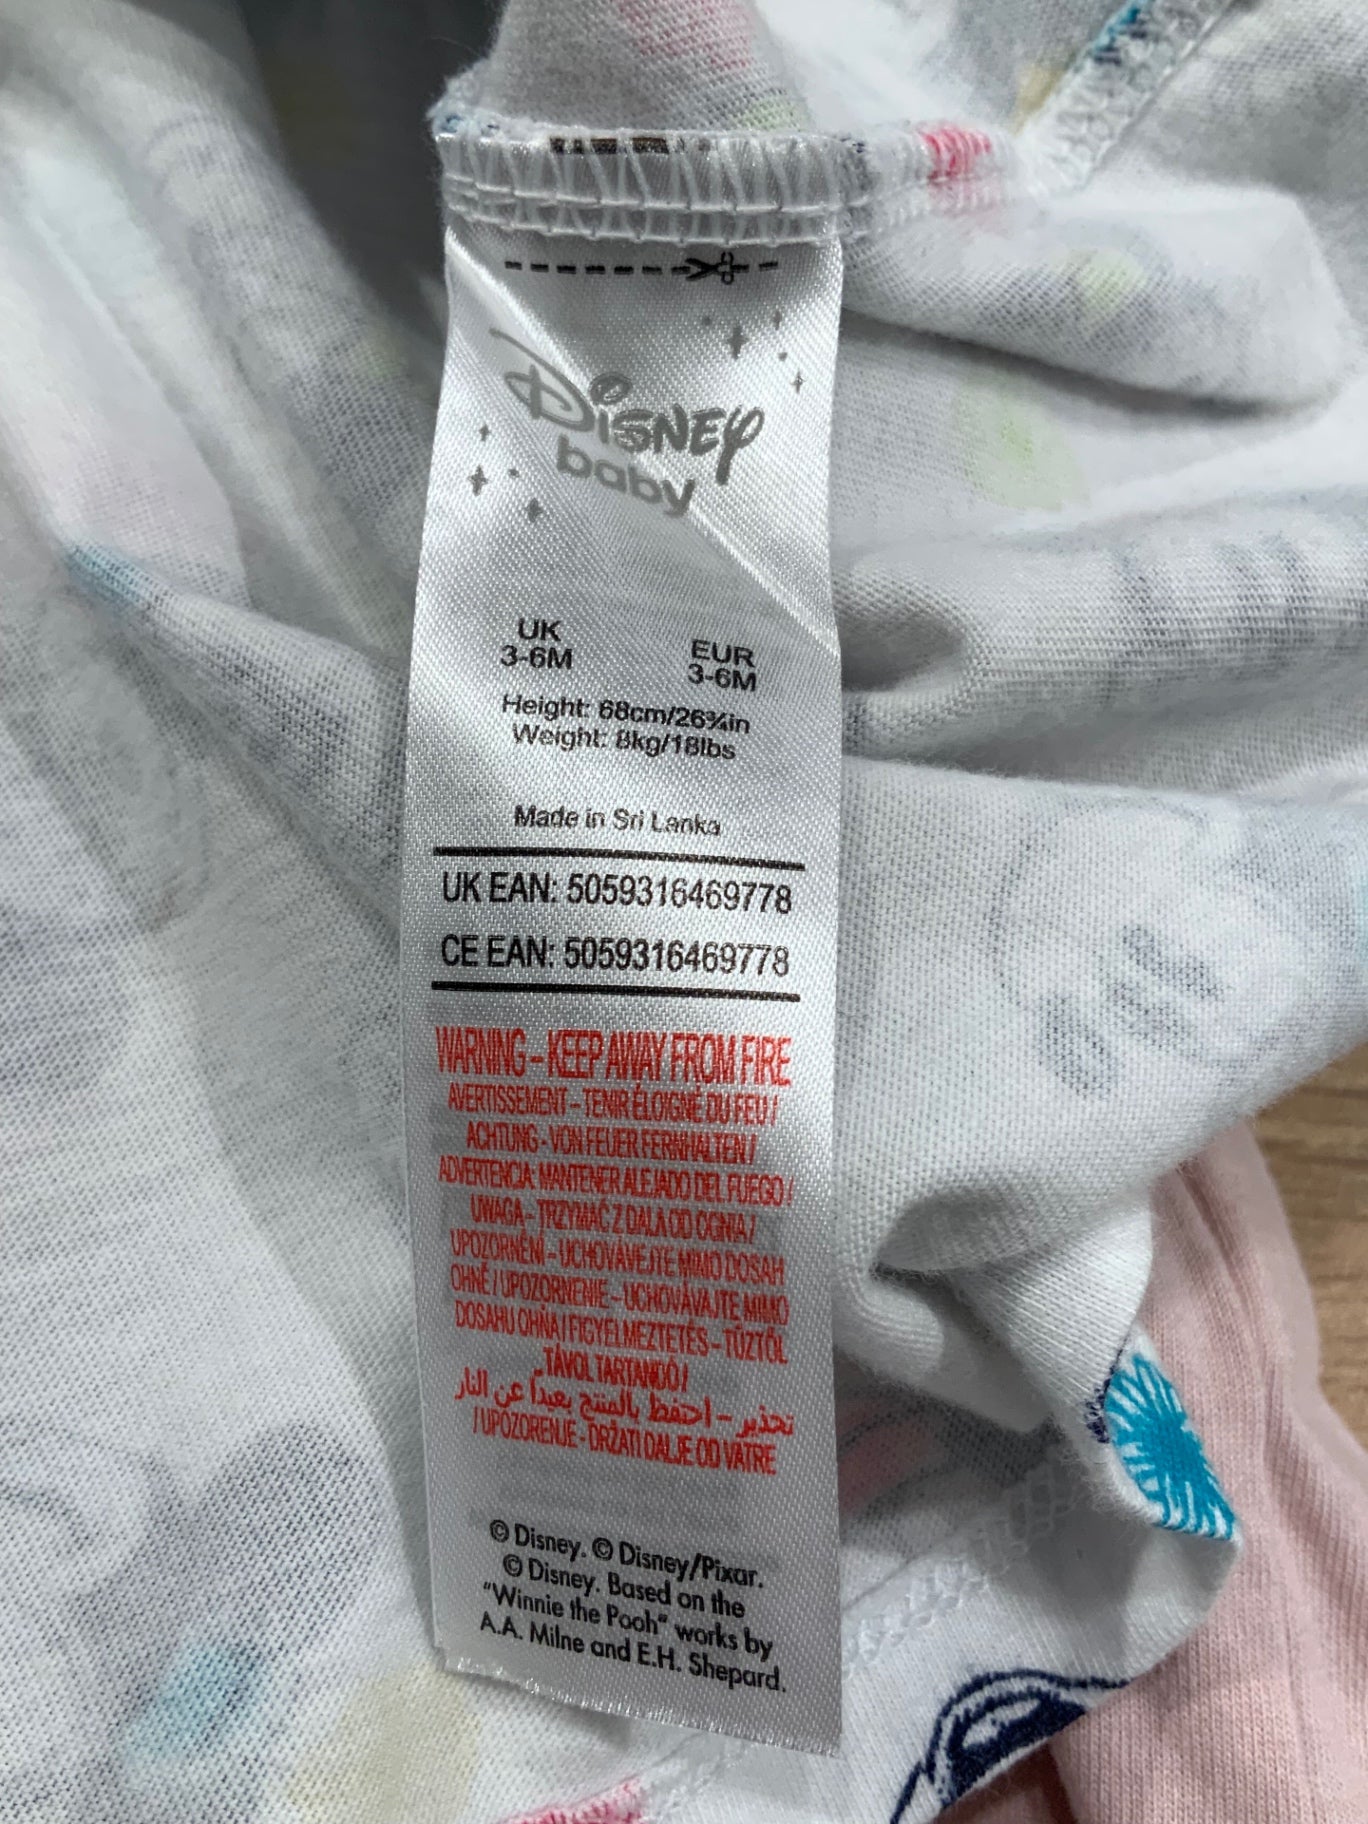 Disney
baby
UK
3-6M
EUR
3-6M
Height: 68cm/26¾in
Weight: 8kg/18lbs
Made in Sri Lanka
UK EAN: 5059316469778
CE EAN: 5059316469778
WARNING - KEEP AWAY FROM FIRE
AVERTISSEMENT - TENIR ÉLOIGNÉ DU FEU /
ACHTUNG - VON FEUER FERNHALTEN /
ADVERTENCIA: MANTENER ALEJADO DEL FUEGO /
UWAGA - TRZYMAĆ Z DALA OD OGNIA /
UPOZORNĚNÍ - UCHOVÁVEJTE MIMO DOSAH
OHNĚ / UPOZORNENIE - UCHOVÁVAJTE MIMO
DOSAHU OHŇA / FIGYELMEZTETÉS - TŰZTŐL
TÁVOL TARTANDÓ /
تحذير - احتفظ بالمنتج بعيداً عن النار
/ UPOZORENJE - DRŽATI DALJE OD VATRE
© Disney. © Disney/Pixar.
© Disney. Based on the
"Winnie the Pooh" works by
A.A. Milne and E.H. Shepard.